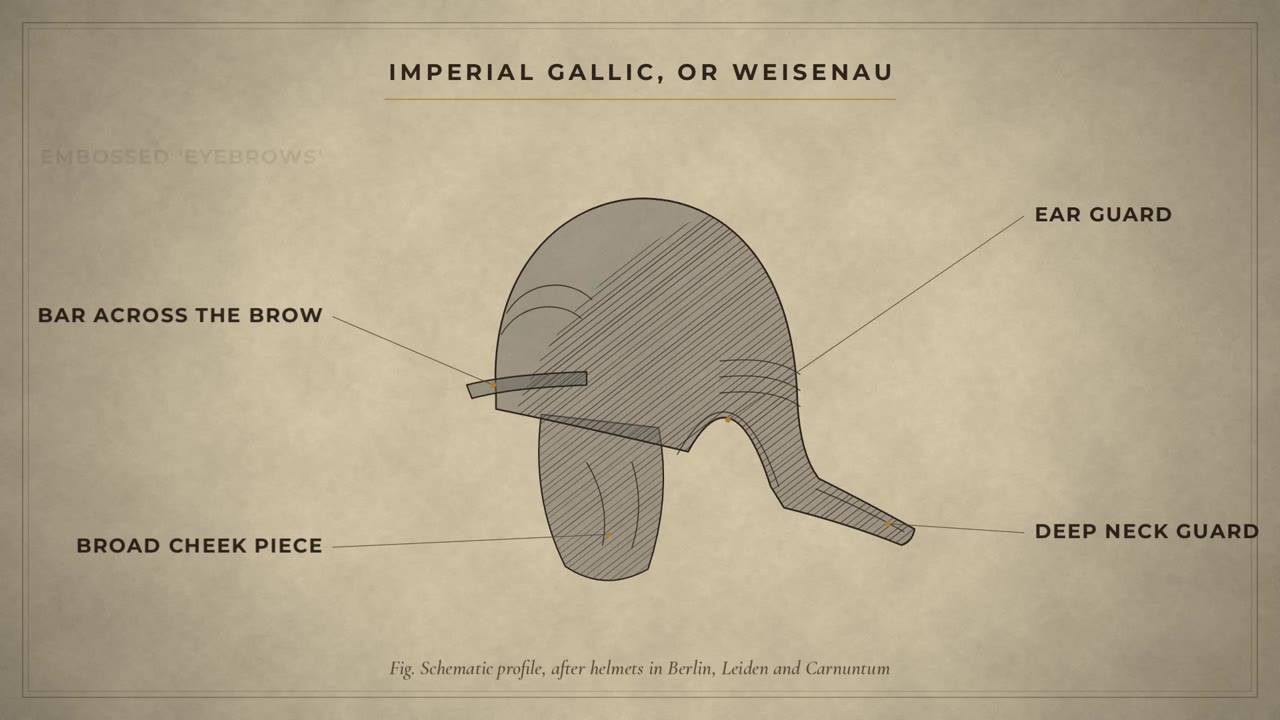 IMPERIAL GALLIC, OR WEISENAU
EMBOSSED 'EYEBROWS'
EAR GUARD
BAR ACROSS THE BROW
DEEP NECK GUARD
BROAD CHEEK PIECE
Fig. Schematic profile, after helmets in Berlin, Leiden and Carnuntum